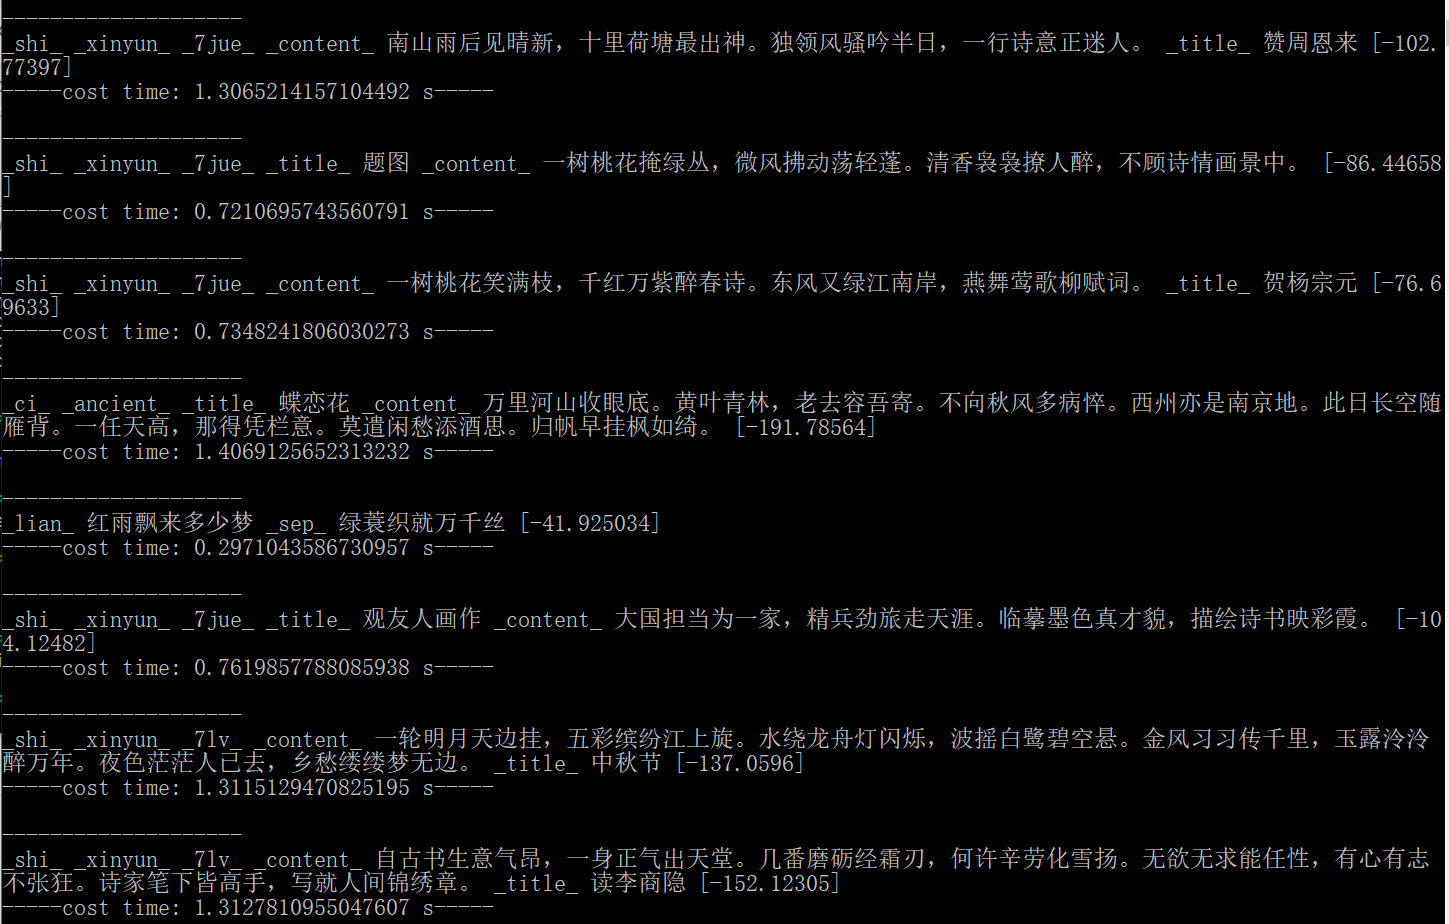 --------------------
_shi_ _xinyun_ _7jue_ _content_ 南山雨后见晴新，十里荷塘最出神。独领风骚吟半日，一行诗意正迷人。 _title_ 赞周恩来 [-102.
77397]
-----cost time: 1.3065214157104492 s-----
--------------------
_shi_ _xinyun_ _7jue_ _title_ 题图 _content_ 一树桃花掩绿丛，微风拂动荡轻蓬。清香袅袅撩人醉，不顾诗情画景中。 [-86.44658
]
-----cost time: 0.7210695743560791 s-----
--------------------
_shi_ _xinyun_ _7jue_ _content_ 一树桃花笑满枝，千红万紫醉春诗。东风又绿江南岸，燕舞莺歌柳赋词。 _title_ 贺杨宗元 [-76.6
9633]
-----cost time: 0.7348241806030273 s-----
--------------------
_ci_ _ancient_ _title_ 蝶恋花 _content_ 万里河山收眼底。黄叶青林，老去容吾寄。不向秋风多病悴。西州亦是南京地。此日长空随
雁背。一任天高，那得凭栏意。莫遣闲愁添酒思。归帆早挂枫如绮。 [-191.78564]
-----cost time: 1.4069125652313232 s-----
--------------------
_lian_ 红雨飘来多少梦 _sep_ 绿蓑织就万千丝 [-41.925034]
-----cost time: 0.2971043586730957 s-----
--------------------
_shi_ _xinyun_ _7jue_ _title_ 观友人画作 _content_ 大国担当为一家，精兵劲旅走天涯。临摹墨色真才貌，描绘诗书映彩霞。 [-10
4.12482]
-----cost time: 0.7619857788085938 s-----
--------------------
_shi_ _xinyun_ _7lv_ _content_ 一轮明月天边挂，五彩缤纷江上旋。水绕龙舟灯闪烁，波摇白鹭碧空悬。金风习习传千里，玉露泠泠
醉万年。夜色茫茫人已去，乡愁缕缕梦无边。 _title_ 中秋节 [-137.0596]
-----cost time: 1.3115129470825195 s-----
--------------------
_shi_ _xinyun_ _7lv_ _content_ 自古书生意气昂，一身正气出天堂。几番磨砺经霜刃，何许辛劳化雪扬。无欲无求能任性，有心有志
不张狂。诗家笔下皆高手，写就人间锦绣章。 _title_ 读李商隐 [-152.12305]
-----cost time: 1.3127810955047607 s-----